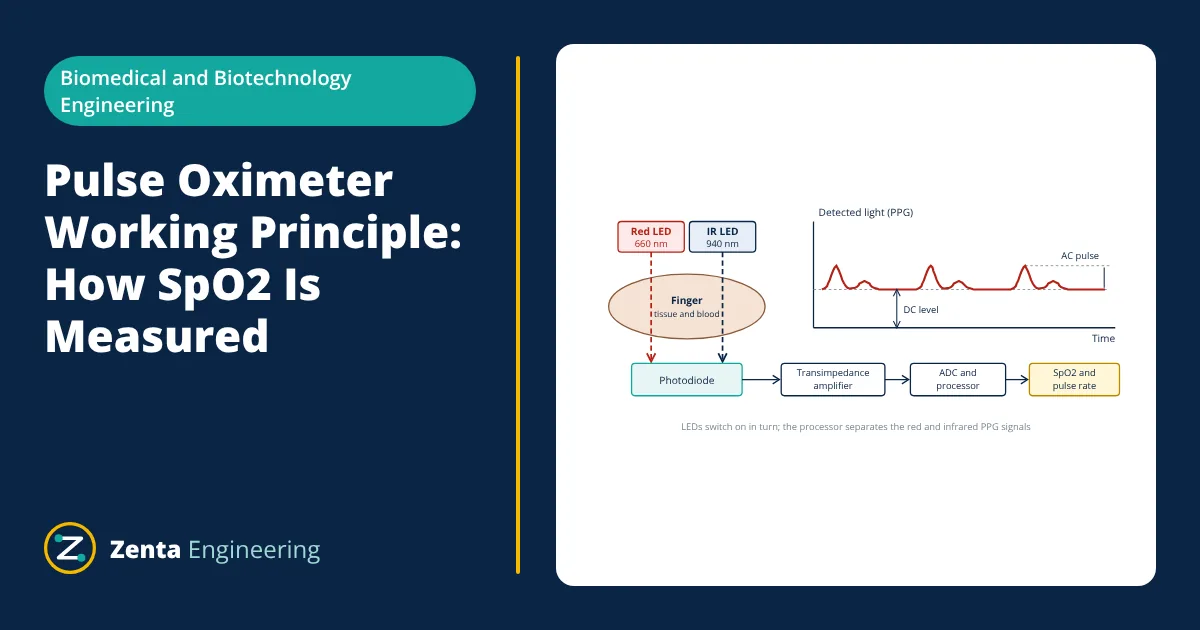 Biomedical and Biotechnology
Engineering
Pulse Oximeter
Working Principle:
How SpO2 Is
Measured
Zenta Engineering
Red LED
660 nm
IR LED
940 nm
Finger
tissue and blood
Photodiode
Detected light (PPG)
AC pulse
DC level
Time
Transimpedance
amplifier
ADC and
processor
SpO2 and
pulse rate
LEDs switch on in turn; the processor separates the red and infrared PPG signals